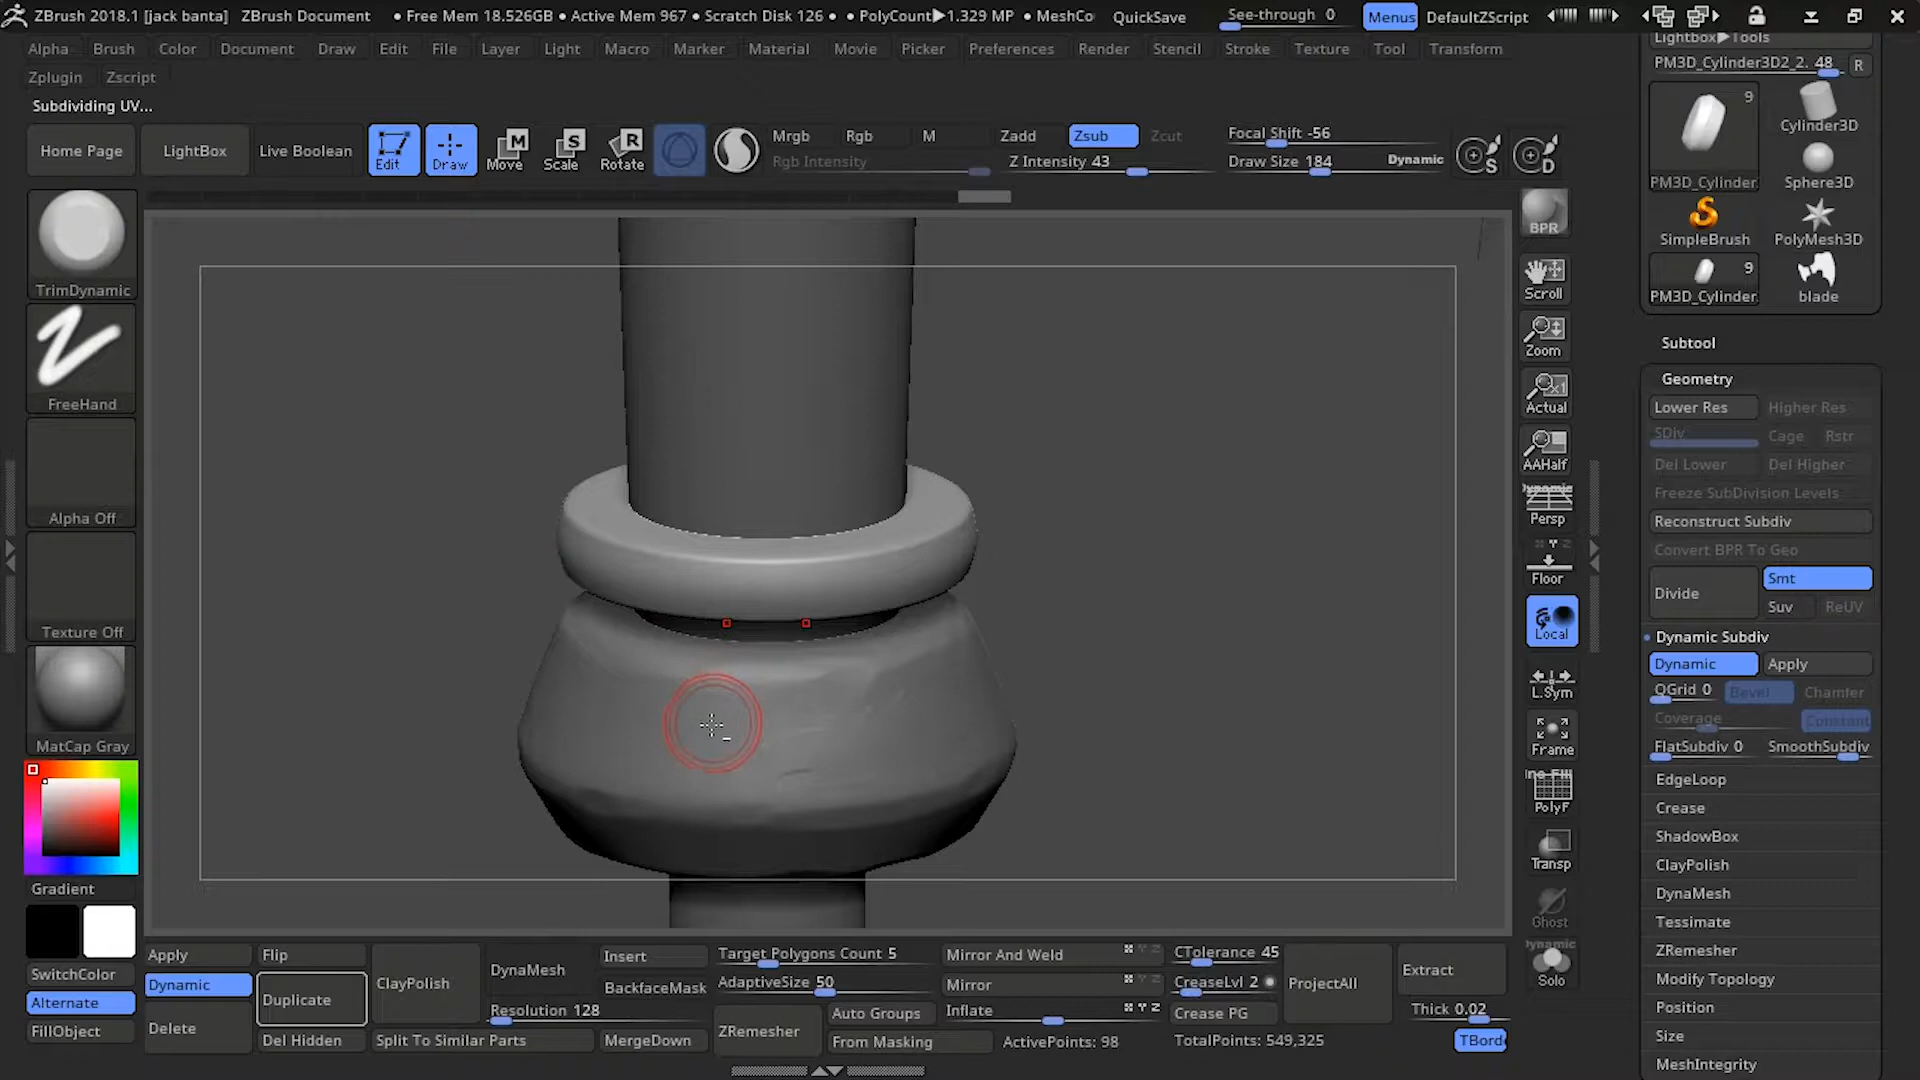 ZBrush 2018.1 [jack banta] ZBrush Document • Free Mem 18.526GB • Active Mem 967 • Scratch Disk 126 • • PolyCount▶1.329 MP • MeshCo QuickSave See-through 0 Menus DefaultZScript
Alpha Brush Color Document Draw Edit File Layer Light Macro Marker Material Movie Picker Preferences Render Stencil Stroke Texture Tool Transform
Zplugin Zscript
Subdividing UV...
Home Page LightBox Live Boolean Edit Draw Move Scale Rotate
M S R
Mrgb Rgb M Zadd Zsub Zcut Focal Shift -56
Rgb Intensity Z Intensity 43 Draw Size 184 Dynamic S D
TrimDynamic
FreeHand
Alpha Off
Texture Off
MatCap Gray
Gradient
SwitchColor
Alternate
FillObject
BPR
Scroll
Zoom
Actual
AAHalf
Dynamic
Persp
Floor
Local
L.Sym
Frame
PolyF
Transp
Ghost
Dynamic
Solo
Lightbox▶Tools
PM3D_Cylinder3D2_2. 48 R
9
PM3D_Cylinder Cylinder3D
Sphere3D
SimpleBrush PolyMesh3D
9
PM3D_Cylinder blade
Subtool
Geometry
Lower Res Higher Res
SDiv Cage Rstr
Del Lower Del Higher
Freeze SubDivision Levels
Reconstruct Subdiv
Convert BPR To Geo
Divide Smt
Suv ReUV
Dynamic Subdiv
Dynamic Apply
QGrid 0 Bevel Chamfer
Coverage Constant
FlatSubdiv 0 SmoothSubdiv
EdgeLoop
Crease
ShadowBox
ClayPolish
DynaMesh
Tessimate
ZRemesher
Modify Topology
Position
Size
MeshIntegrity
Apply Flip ClayPolish DynaMesh Insert Target Polygons Count 5 Mirror And Weld CTolerance 45 ProjectAll Extract
Dynamic Duplicate BackfaceMask AdaptiveSize 50 Mirror CreaseLvl 2
Delete Resolution 128 ZRemesher Auto Groups Inflate Crease PG Thick 0.02
Del Hidden Split To Similar Parts MergeDown From Masking ActivePoints: 98 TotalPoints: 549,325 TBord